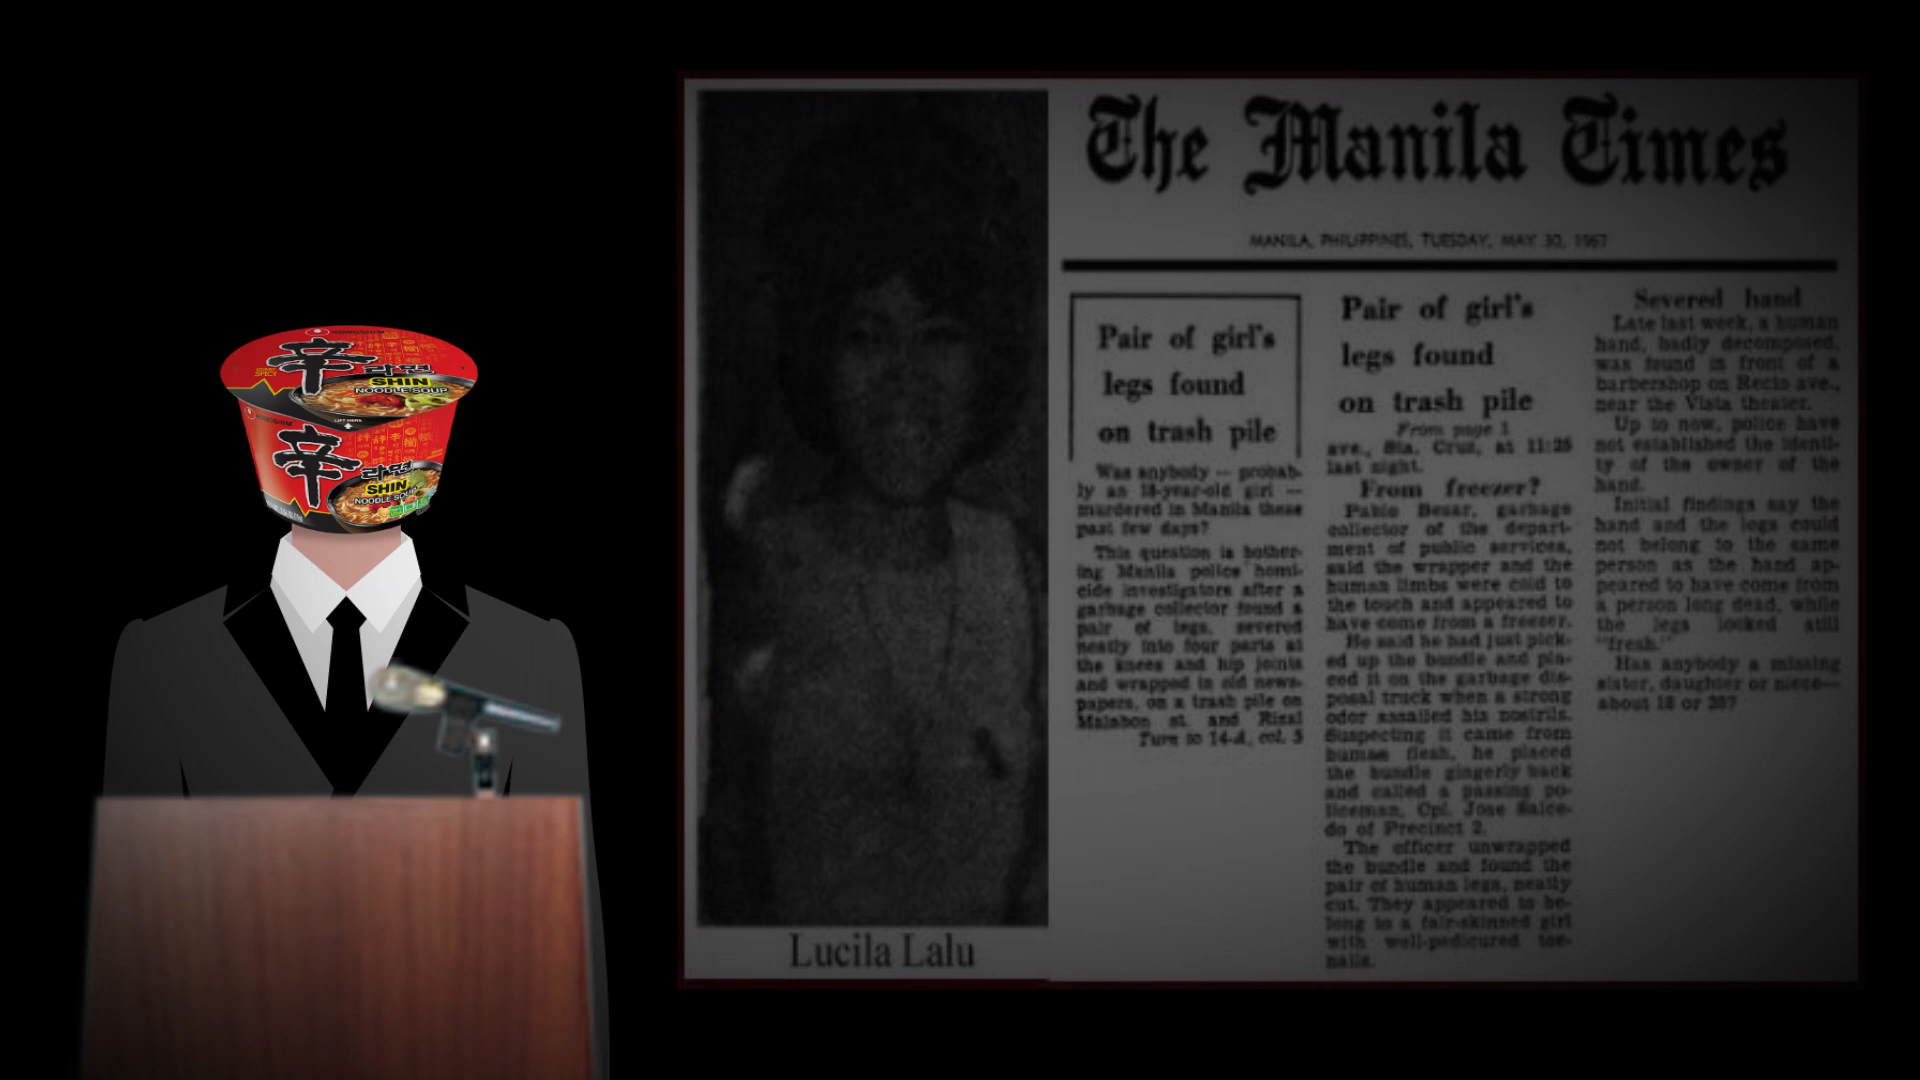 NONGSHIM
辛
라면
SHIN
NOODLE SOUP
辛
라면
SHIN
NOODLE SOUP
Lucila Lalu
The Manila Times
MANILA, PHILIPPINES, TUESDAY, MAY 30, 1967
Pair of girl's
legs found
on trash pile
Was anybody — probab-
ly an 18-year-old girl —
murdered in Manila these
past few days?
This question is bother-
ing Manila police homi-
cide investigators after a
garbage collector found a
pair of legs, severed
neatly into four parts at
the knees and hip joints
and wrapped in old news-
papers, on a trash pile on
Malabon st. and Rizal
Turn to 14-A, col. 5
Pair of girl's
legs found
on trash pile
From page 1
ave., Sta. Cruz, at 11:25
last night.
From freezer?
Pablo Besar, garbage
collector of the depart-
ment of public services,
said the wrapper and the
human limbs were cold to
the touch and appeared to
have come from a freezer.
He said he had just pick-
ed up the bundle and pla-
ced it on the garbage dis-
posal truck when a strong
odor assailed his nostrils.
Suspecting it came from
human flesh, he placed
the bundle gingerly back
and called a passing po-
liceman, Cpl. Jose Salce-
do of Precinct 2.
The officer unwrapped
the bundle and found the
pair of human legs, neatly
cut. They appeared to be-
long to a fair-skinned girl
with well-pedicured toe-
nails.
Severed hand
Late last week, a human
hand, badly decomposed,
was found in front of a
barbershop on Recto ave.,
near the Vista theater.
Up to now, police have
not established the identi-
ty of the owner of the
hand.
Initial findings say the
hand and the legs could
not belong to the same
person as the hand ap-
peared to have come from
a person long dead, while
the legs looked still
"fresh."
Has anybody a missing
sister, daughter or niece—
about 18 or